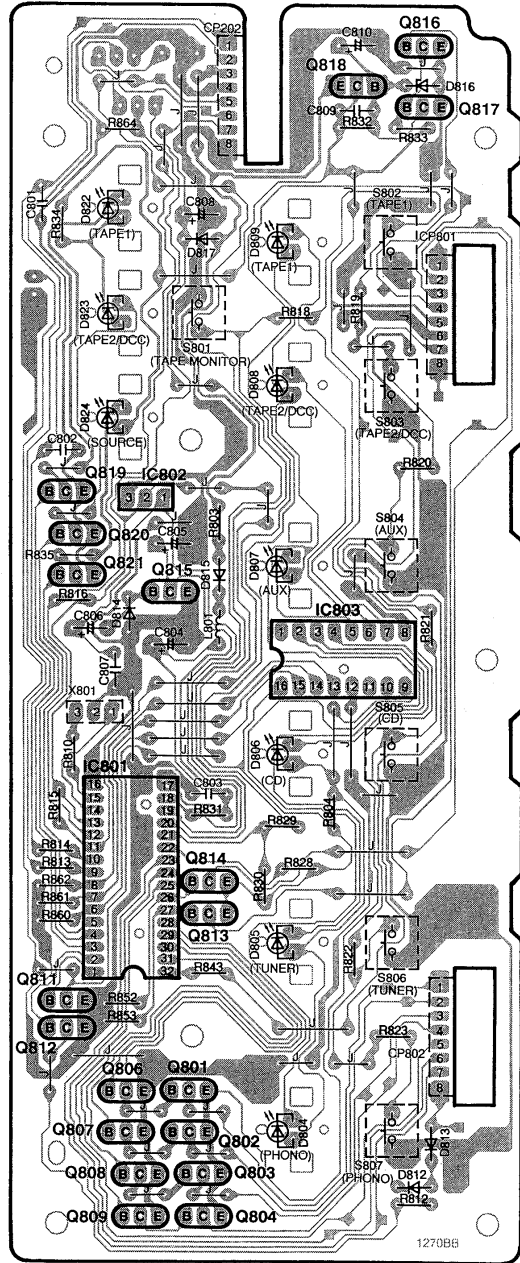 Q816
C810
CP202
1
2
3
4
5
6
7
8
J
B C E
Q818
E C B
D816
C809
R832
B C E
Q817
R833
R864
J
J
C801
R834
D822
(TAPE1)
C808
D817
D809
(TAPE1)
S802
(TAPE1)
ICP801
1
2
3
4
5
6
7
8
D823
(TAPE2/DCC)
S801
(TAPE MONITOR)
R818
R819
D808
(TAPE2/DCC)
S803
(TAPE2/DCC)
D824
(SOURCE)
C802
R820
Q819
B C E
IC802
3 2 1
R803
Q820
B C E
C805
S804
(AUX)
R835
Q821
B C E
Q815
B C E
D815
D807
(AUX)
R816
D814
C806
L801
C804
IC803
1 2 3 4 5 6 7 8
16 15 14 13 12 11 10 9
R821
C807
X801
3 2 1
S805
(CD)
R810
D806
(CD)
IC801
16 17
15 18
14 19
13 20
12 21
11 22
10 23
9 24
8 25
7 26
6 27
5 28
4 29
3 30
2 31
1 32
C803
R831
R815
R804
R829
R814
R813
R862
R861
R860
Q814
B C E
R828
R830
B C E
Q813
D805
(TUNER)
R822
S806
(TUNER)
R843
Q811
B C E
R852
R853
B C E
Q812
CP802
1
2
3
4
5
6
7
8
R823
Q806
B C E
Q801
B C E
Q807
B C E
Q802
B C E
D804
(PHONO)
S807
(PHONO)
D813
Q808
B C E
Q803
B C E
D812
R812
Q809
B C E
Q804
B C E
1270BB